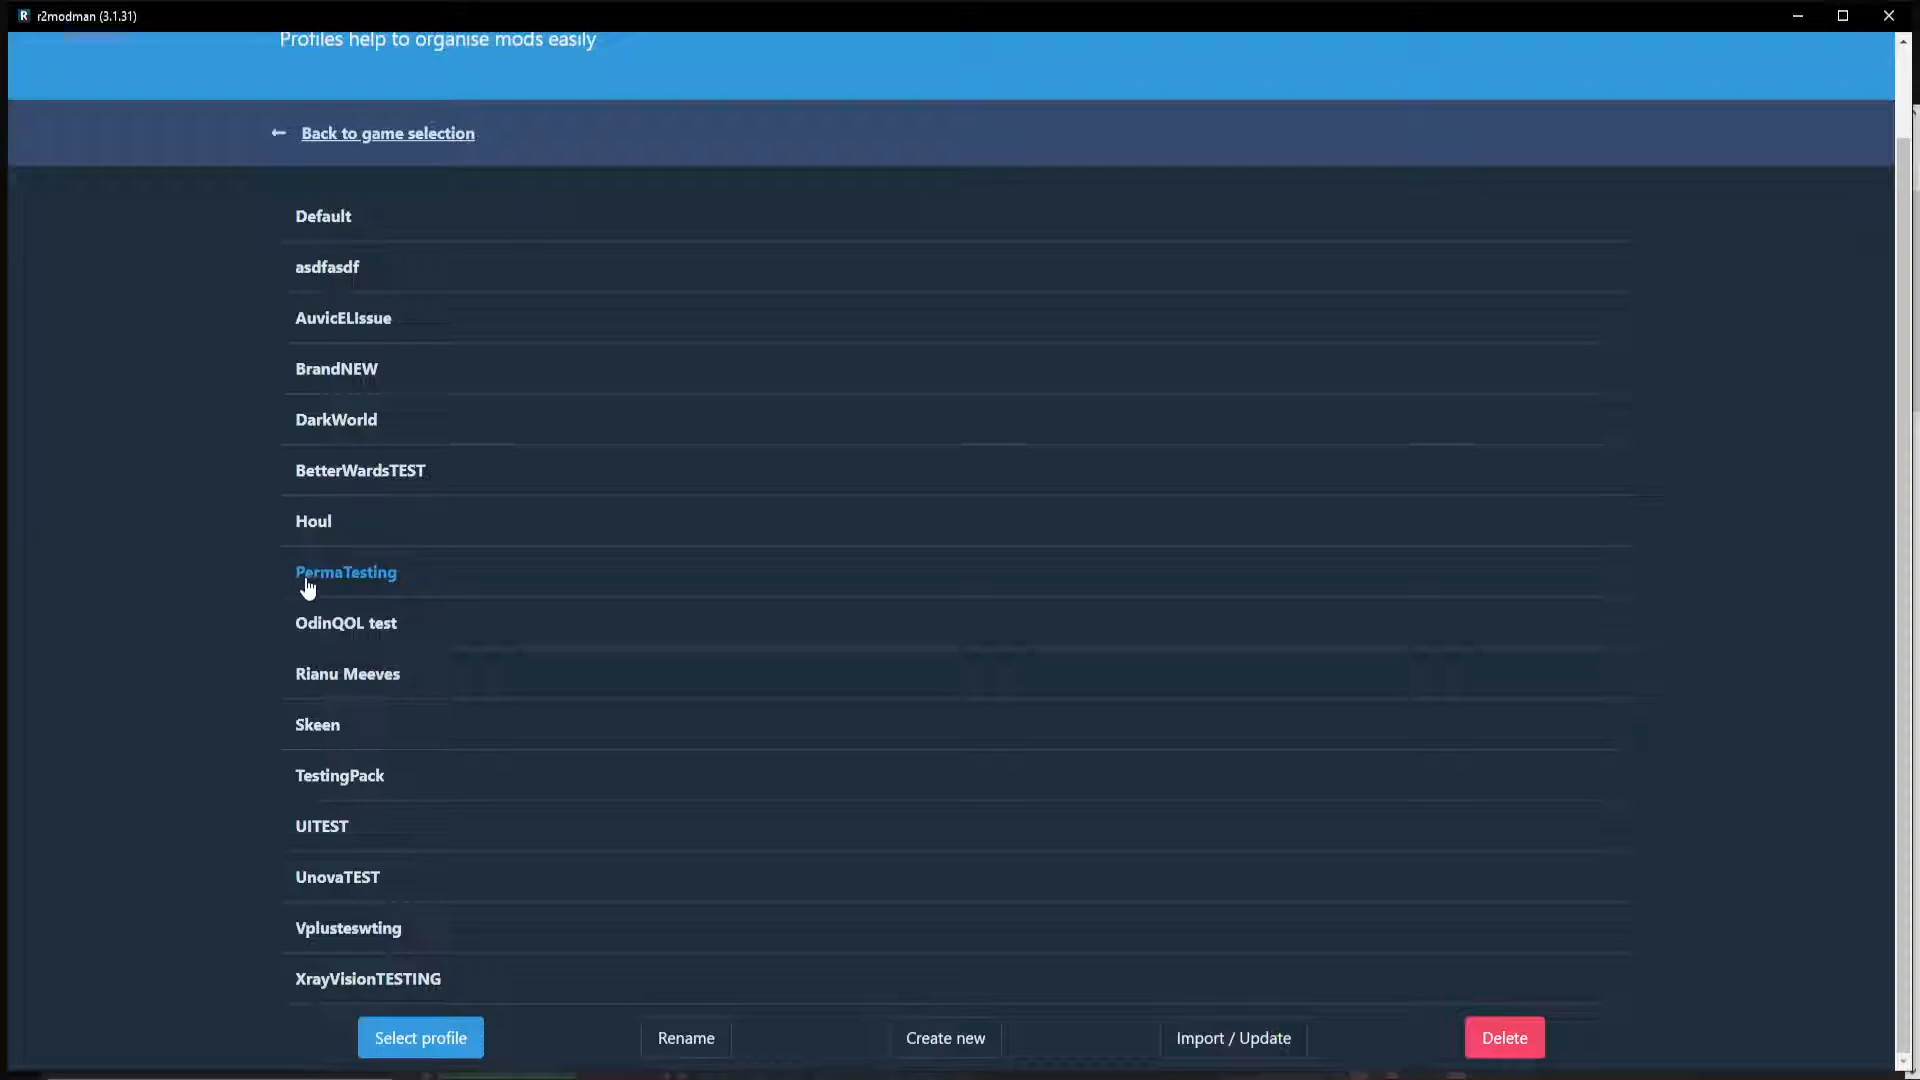 r2modman (3.1.31)
Profiles help to organise mods easily
Back to game selection
Default
asdfasdf
AuvicELIssue
BrandNEW
DarkWorld
BetterWardsTEST
Houl
PermaTesting
OdinQOL test
Rianu Meeves
Skeen
TestingPack
UITEST
UnovaTEST
Vplusteswting
XrayVisionTESTING
Select profile
Rename
Create new
Import / Update
Delete